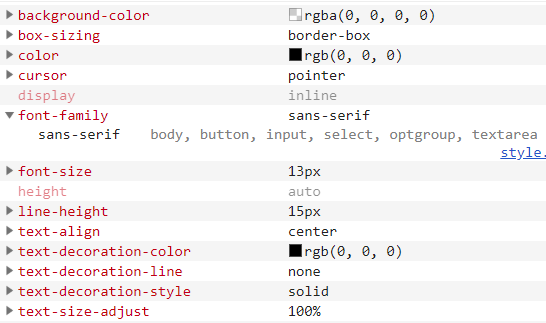 background-color rgba(0, 0, 0, 0)
box-sizing border-box
color rgb(0, 0, 0)
cursor pointer
display inline
font-family sans-serif
sans-serif body, button, input, select, optgroup, textarea
style.
font-size 13px
height auto
line-height 15px
text-align center
text-decoration-color rgb(0, 0, 0)
text-decoration-line none
text-decoration-style solid
text-size-adjust 100%